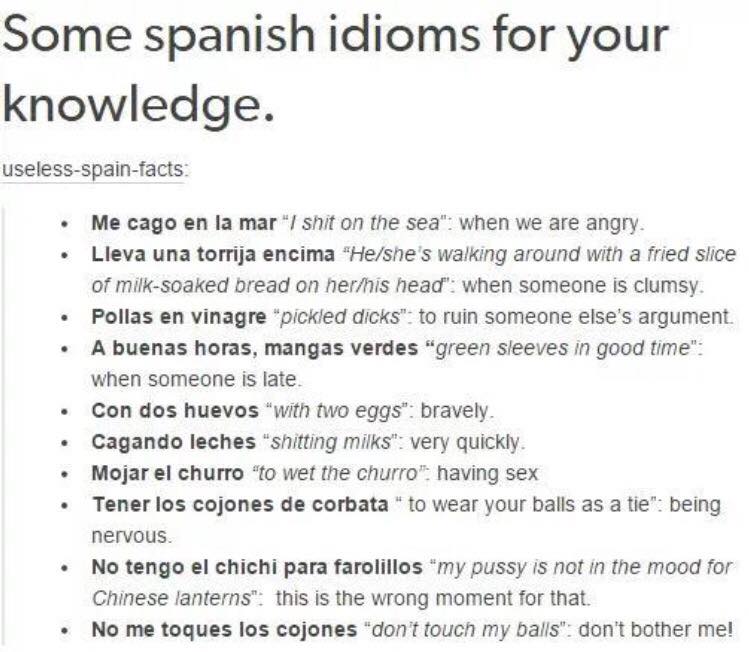 Some spanish idioms for your
knowledge.
useless-spain-facts:
• Me cago en la mar “I shit on the sea”: when we are angry.
• Lleva una torrija encima “He/she’s walking around with a fried slice
of milk-soaked bread on her/his head”: when someone is clumsy.
• Pollas en vinagre “pickled dicks”: to ruin someone else’s argument.
• A buenas horas, mangas verdes “green sleeves in good time”:
when someone is late.
• Con dos huevos “with two eggs”: bravely.
• Cagando leches “shitting milks”: very quickly.
• Mojar el churro “to wet the churro”: having sex
• Tener los cojones de corbata “ to wear your balls as a tie”: being
nervous.
• No tengo el chichi para farolillos “my pussy is not in the mood for
Chinese lanterns”: this is the wrong moment for that.
• No me toques los cojones “don’t touch my balls”: don’t bother me!